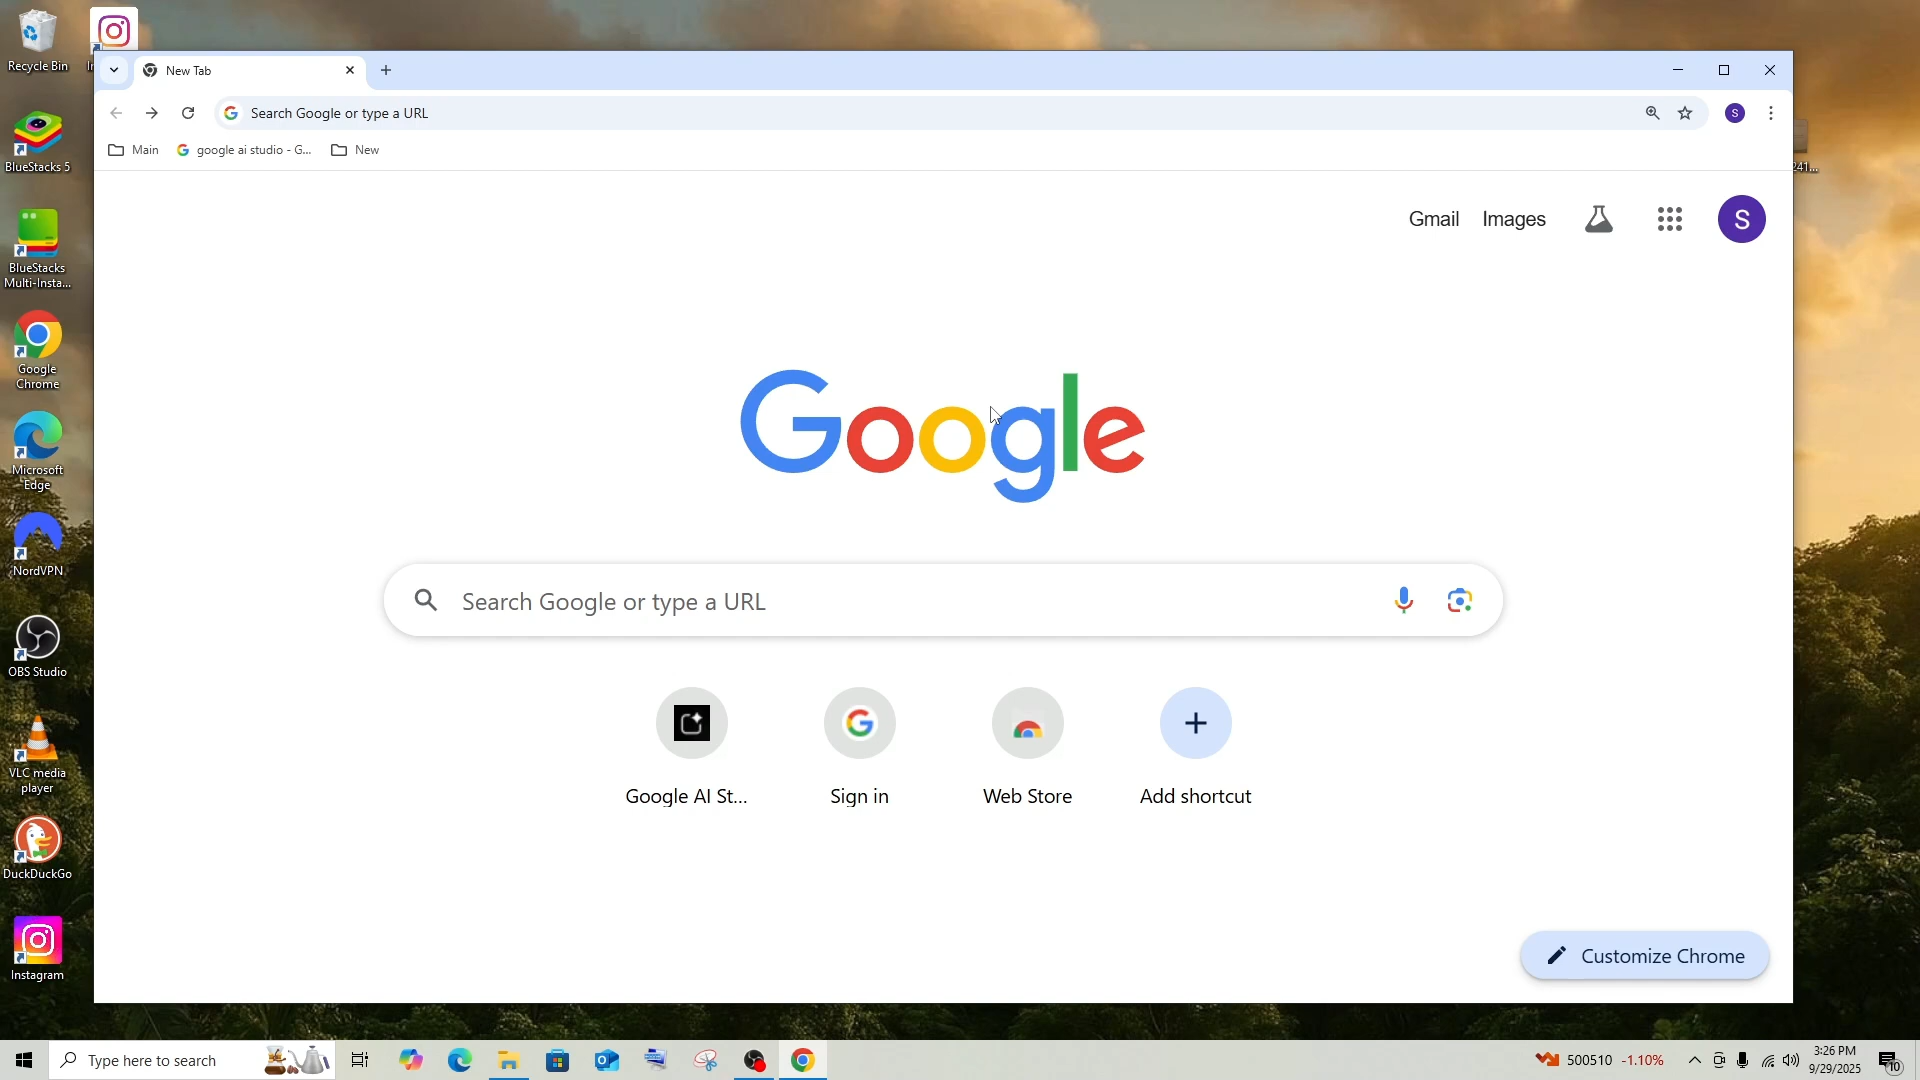 Recycle Bin
BlueStacks 5
BlueStacks
Multi-Insta...
Google
Chrome
Microsoft
Edge
NordVPN
OBS Studio
VLC media
player
DuckDuckGo
Instagram
New Tab
Search Google or type a URL
S
Main
google ai studio - G...
New
241...
Gmail
Images
S
Google
Search Google or type a URL
Google AI St...
Sign in
Web Store
Add shortcut
Customize Chrome
Type here to search
500510 -1.10%
3:26 PM
9/29/2025
10